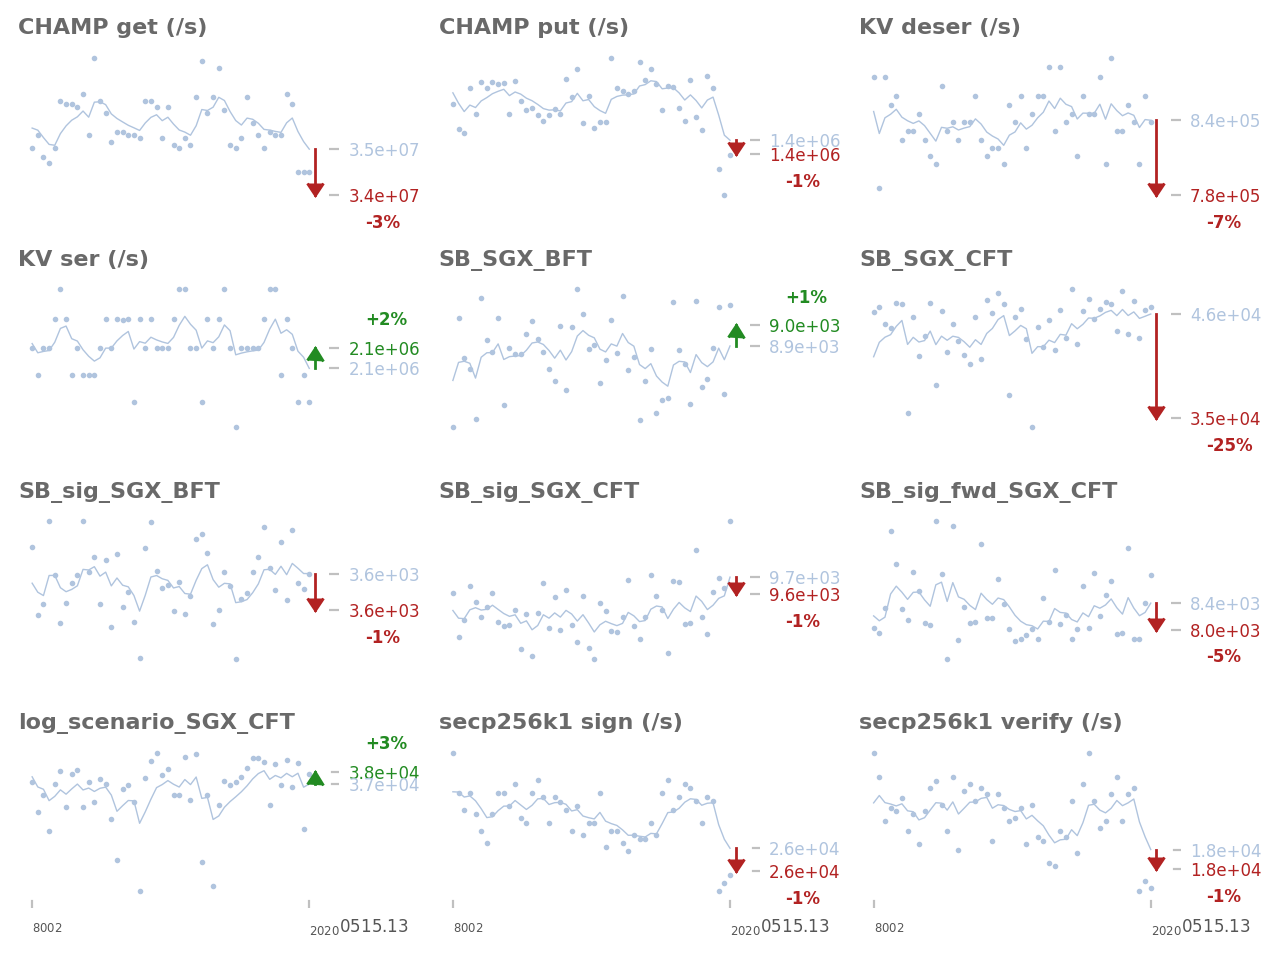 CHAMP get (/s)
3.5e+07
3.4e+07
-3%
CHAMP put (/s)
1.4e+06
1.4e+06
-1%
KV deser (/s)
8.4e+05
7.8e+05
-7%
KV ser (/s)
+2%
2.1e+06
2.1e+06
SB_SGX_BFT
+1%
9.0e+03
8.9e+03
SB_SGX_CFT
4.6e+04
3.5e+04
-25%
SB_sig_SGX_BFT
3.6e+03
3.6e+03
-1%
SB_sig_SGX_CFT
9.7e+03
9.6e+03
-1%
SB_sig_fwd_SGX_CFT
8.4e+03
8.0e+03
-5%
log_scenario_SGX_CFT
+3%
3.8e+04
3.7e+04
secp256k1 sign (/s)
2.6e+04
2.6e+04
-1%
secp256k1 verify (/s)
1.8e+04
1.8e+04
-1%
8002
20200515.13
8002
20200515.13
8002
20200515.13